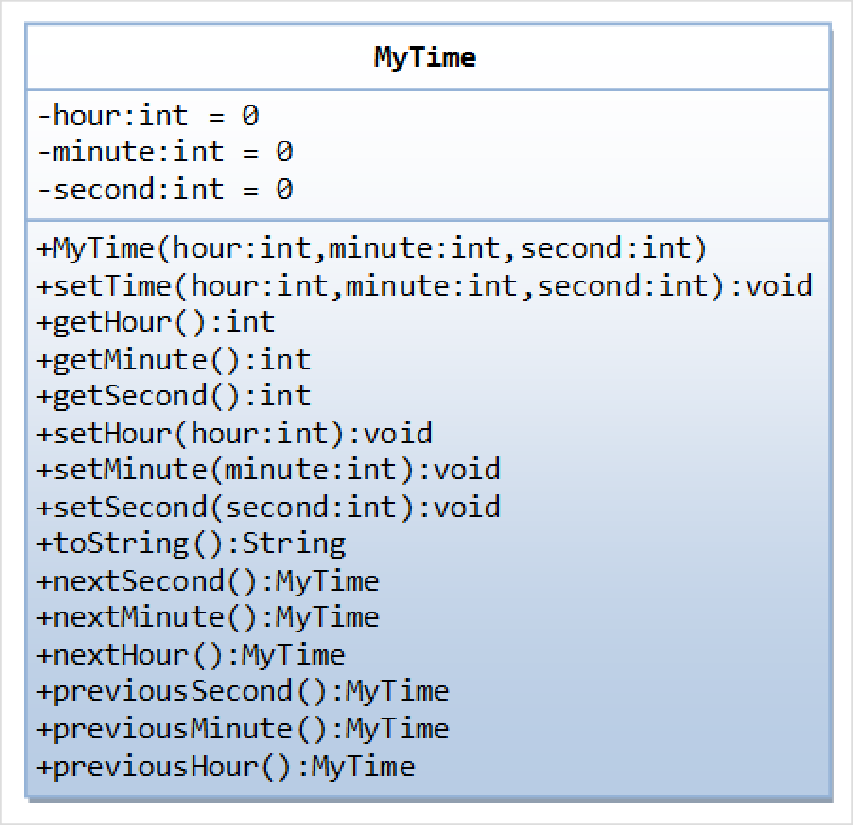 MyTime
-hour:int = 0
-minute:int = 0
-second:int = 0
+MyTime(hour:int,minute:int,second:int)
+setTime(hour:int,minute:int,second:int):void
+getHour():int
+getMinute():int
+getSecond():int
+setHour(hour:int):void
+setMinute(minute:int):void
+setSecond(second:int):void
+toString():String
+nextSecond():MyTime
+nextMinute():MyTime
+nextHour():MyTime
+previousSecond():MyTime
+previousMinute():MyTime
+previousHour():MyTime